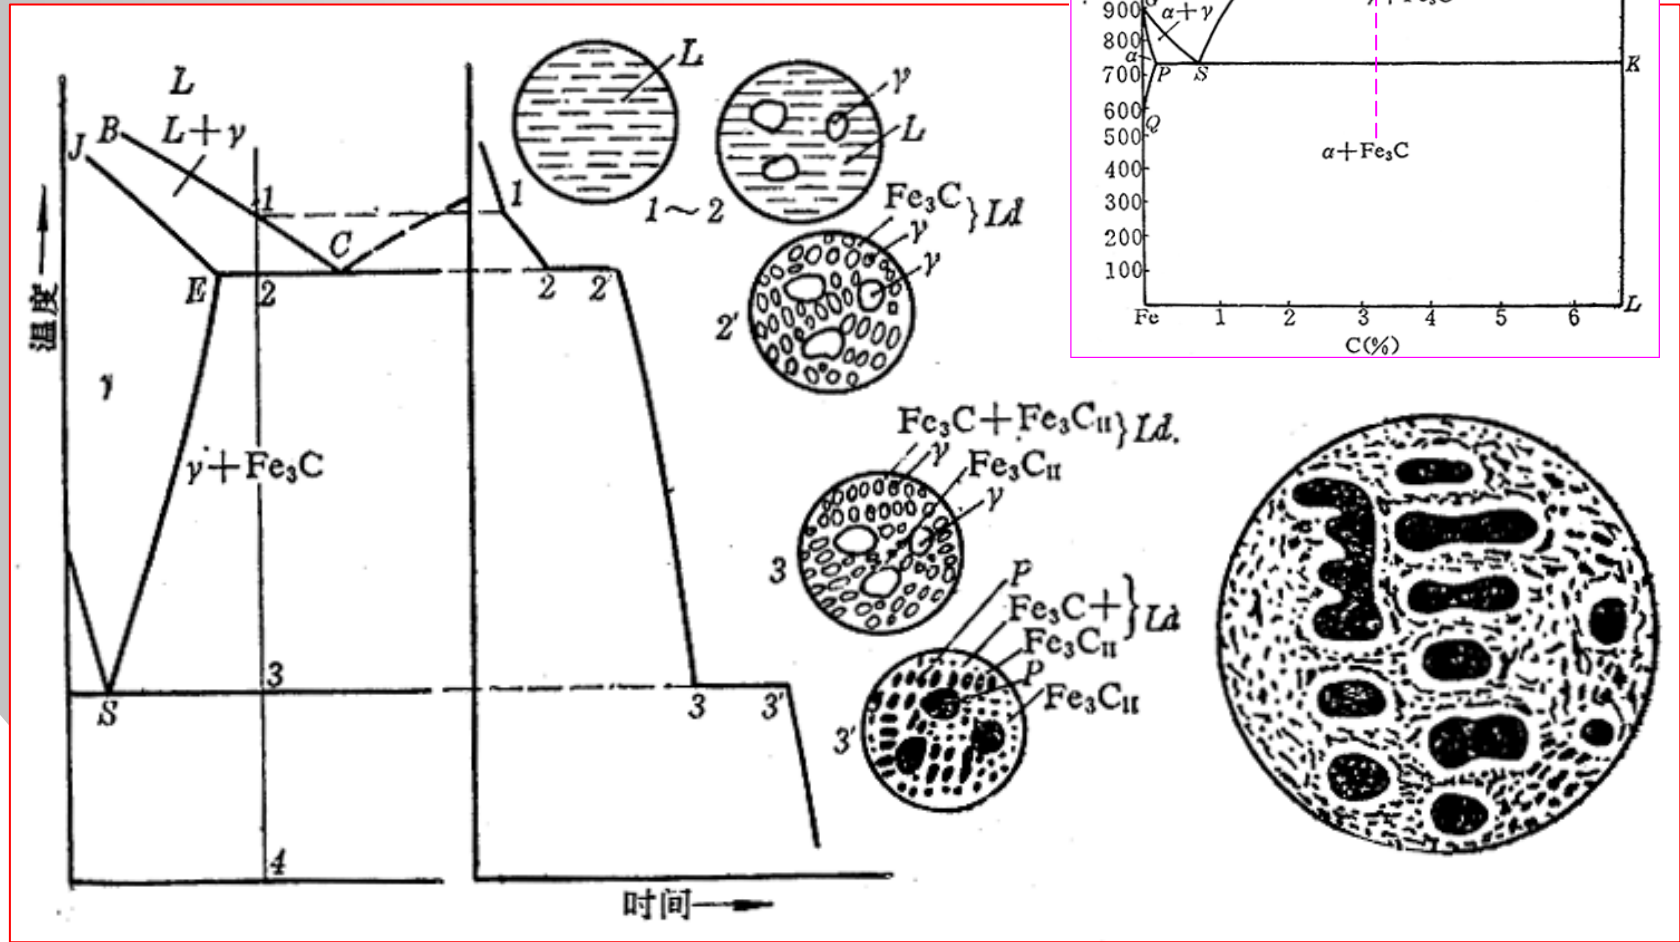 L
B
L+γ
J
1
C
E
2
温度
γ
γ+Fe₃C
3
S
4
1
2
2'
3
3'
时间
L
γ
L
1～2
Fe₃C } Ld
γ
γ
2'
Fe₃C+Fe₃CII } Ld.
γ
Fe₃CII
γ
3
P
Fe₃C+ } Ld
Fe₃CII
P
Fe₃CII
3'
900
α+γ
800
α
700
P
S
K
600
Q
500
α+Fe₃C
400
300
200
100
Fe
1
2
3
4
5
6
L
C(%)